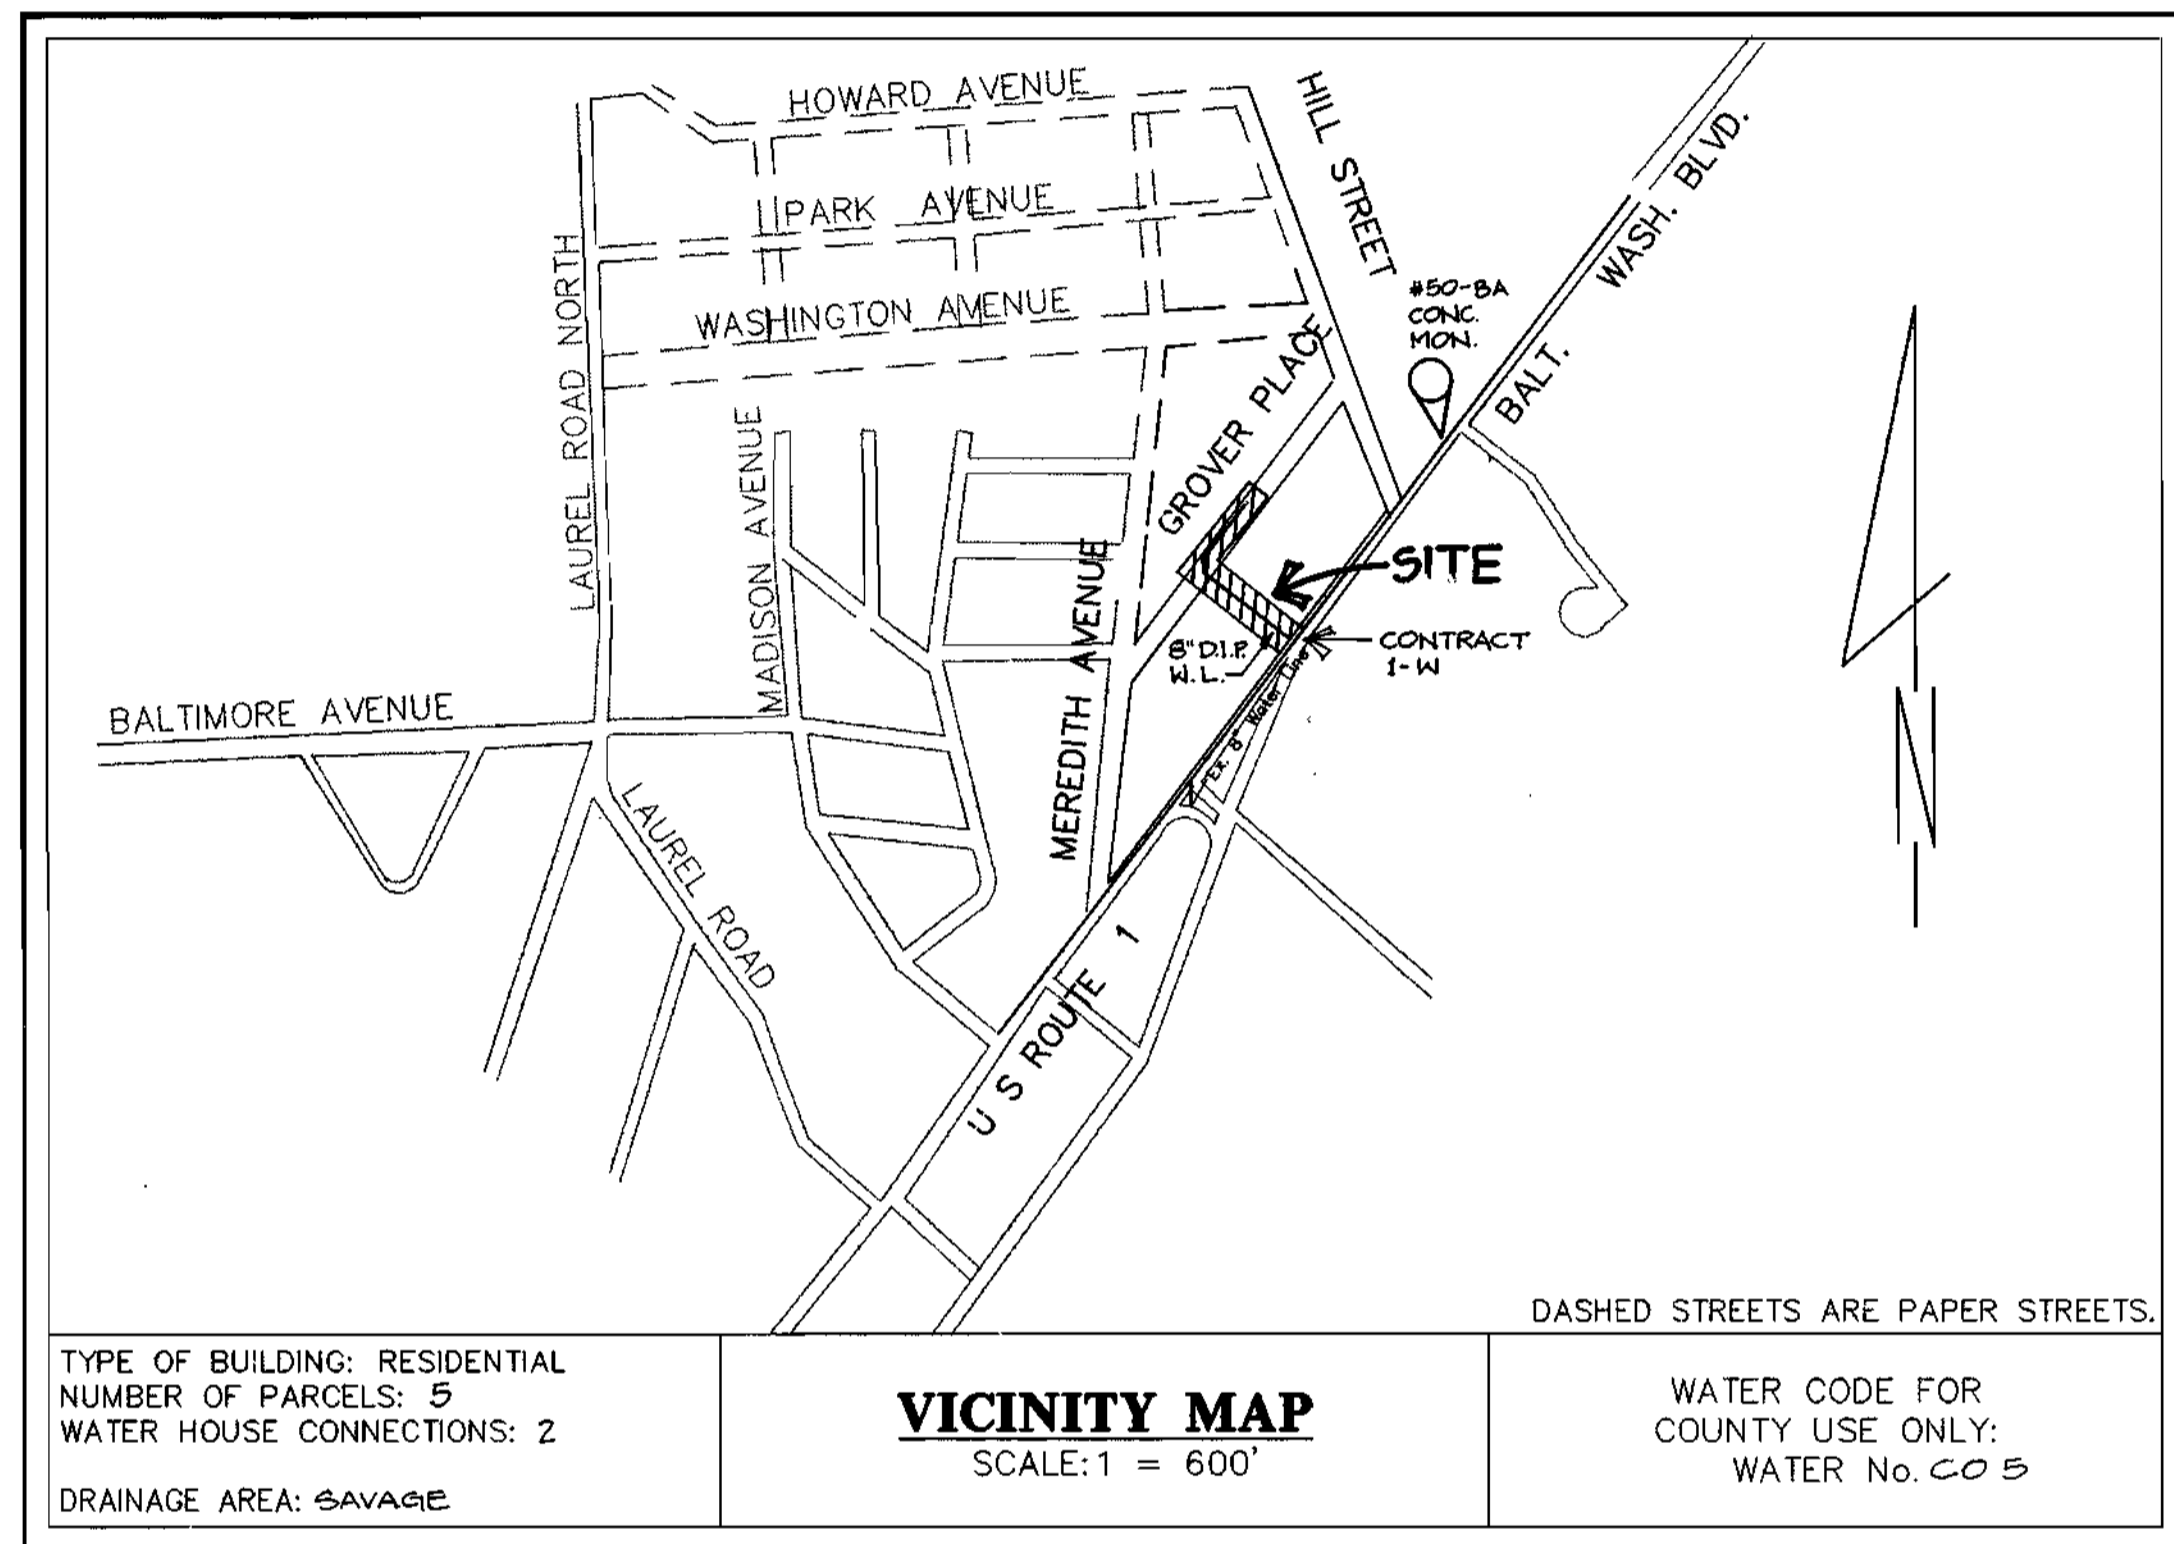 HOWARD AVENUE
HILL STREET
PARK AVENUE
WASHINGTON AVENUE
LAUREL ROAD NORTH
#50-BA
CONC.
MON.
BALT. WASH. BLVD.
GROVER PLACE
MADISON AVENUE
MEREDITH AVENUE
SITE
CONTRACT
1-W
8" D.I.P.
W.L.
Ex. 8" Water Line
BALTIMORE AVENUE
LAUREL ROAD
U S ROUTE 1
N
DASHED STREETS ARE PAPER STREETS.
TYPE OF BUILDING: RESIDENTIAL
NUMBER OF PARCELS: 5
WATER HOUSE CONNECTIONS: 2
DRAINAGE AREA: SAVAGE
VICINITY MAP
SCALE: 1 = 600'
WATER CODE FOR
COUNTY USE ONLY:
WATER No. CO5